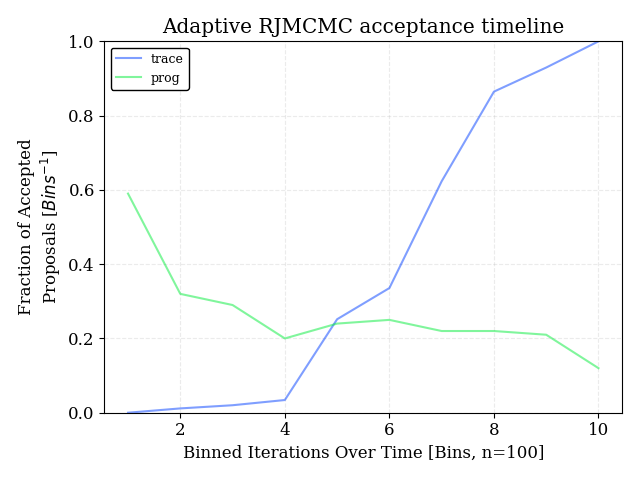 Adaptive RJMCMC acceptance timeline
trace
prog
1.0
0.8
0.6
0.4
0.2
0.0
Fraction of Accepted
Proposals [Bins⁻¹]
2
4
6
8
10
Binned Iterations Over Time [Bins, n=100]